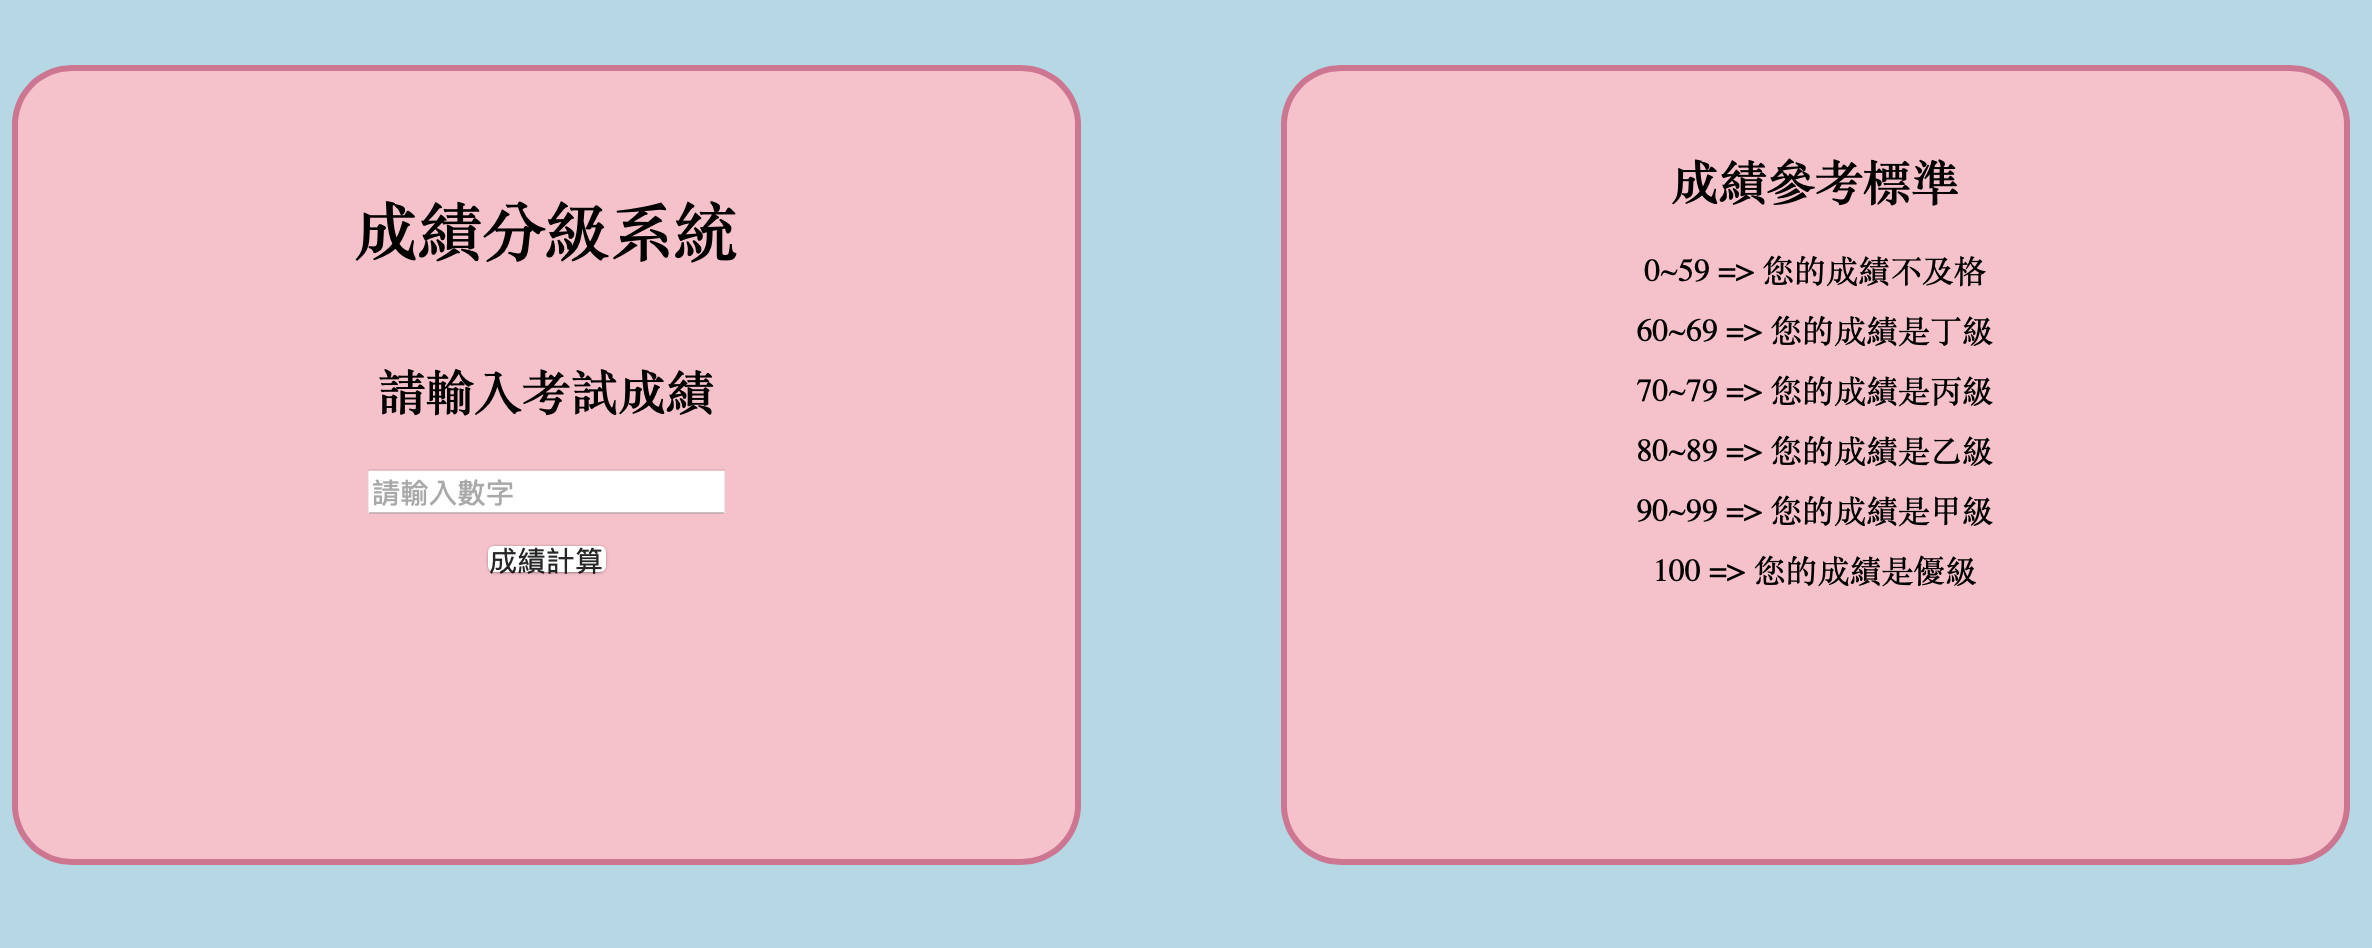 成績分級系統
請輸入考試成績
請輸入數字
成績計算
成績參考標準
0~59 => 您的成績不及格
60~69 => 您的成績是丁級
70~79 => 您的成績是丙級
80~89 => 您的成績是乙級
90~99 => 您的成績是甲級
100 => 您的成績是優級